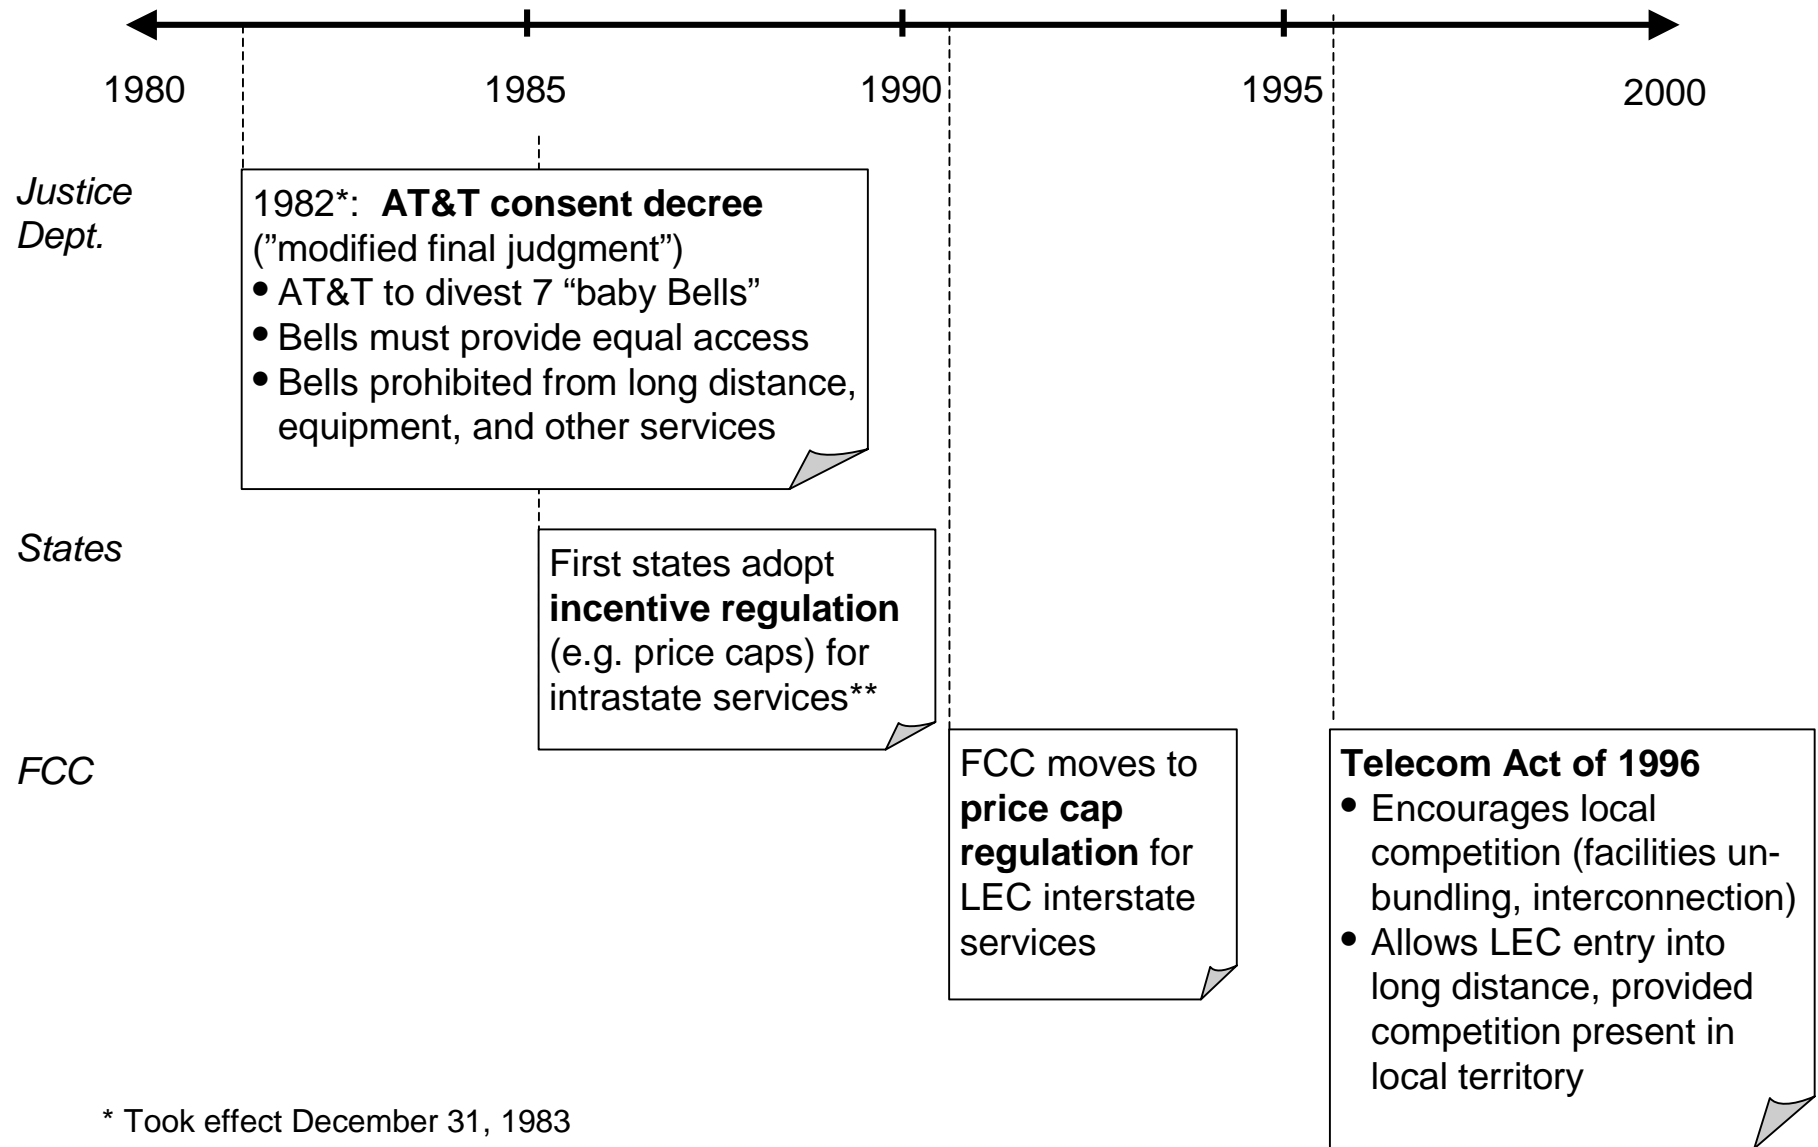 1980
1985
1990
1995
2000
Justice
Dept.
1982*: AT&T consent decree
(”modified final judgment”)
• AT&T to divest 7 “baby Bells”
• Bells must provide equal access
• Bells prohibited from long distance,
equipment, and other services
States
First states adopt
incentive regulation
(e.g. price caps) for
intrastate services**
FCC
FCC moves to
price cap
regulation for
LEC interstate
services
Telecom Act of 1996
• Encourages local
competition (facilities un-
bundling, interconnection)
• Allows LEC entry into
long distance, provided
competition present in
local territory
* Took effect December 31, 1983